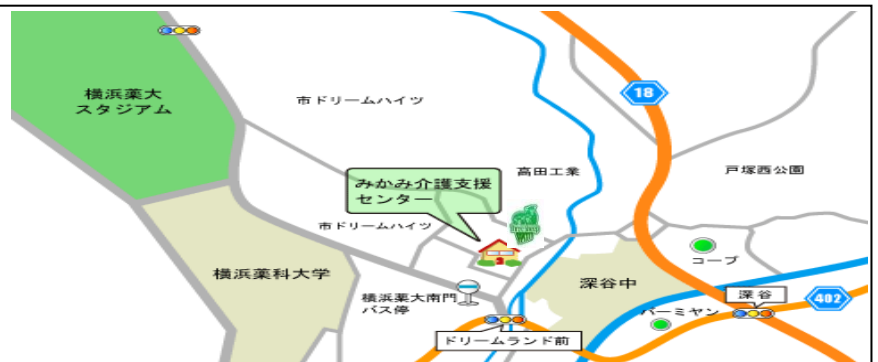 横浜薬大
スタジアム
市ドリームハイツ
18
高田工業
戸塚西公園
みかみ介護支援
センター
市ドリームハイツ
横浜薬科大学
横浜薬大南門
バス停
深谷中
コープ
深谷
402
バーミヤン
ドリームランド前